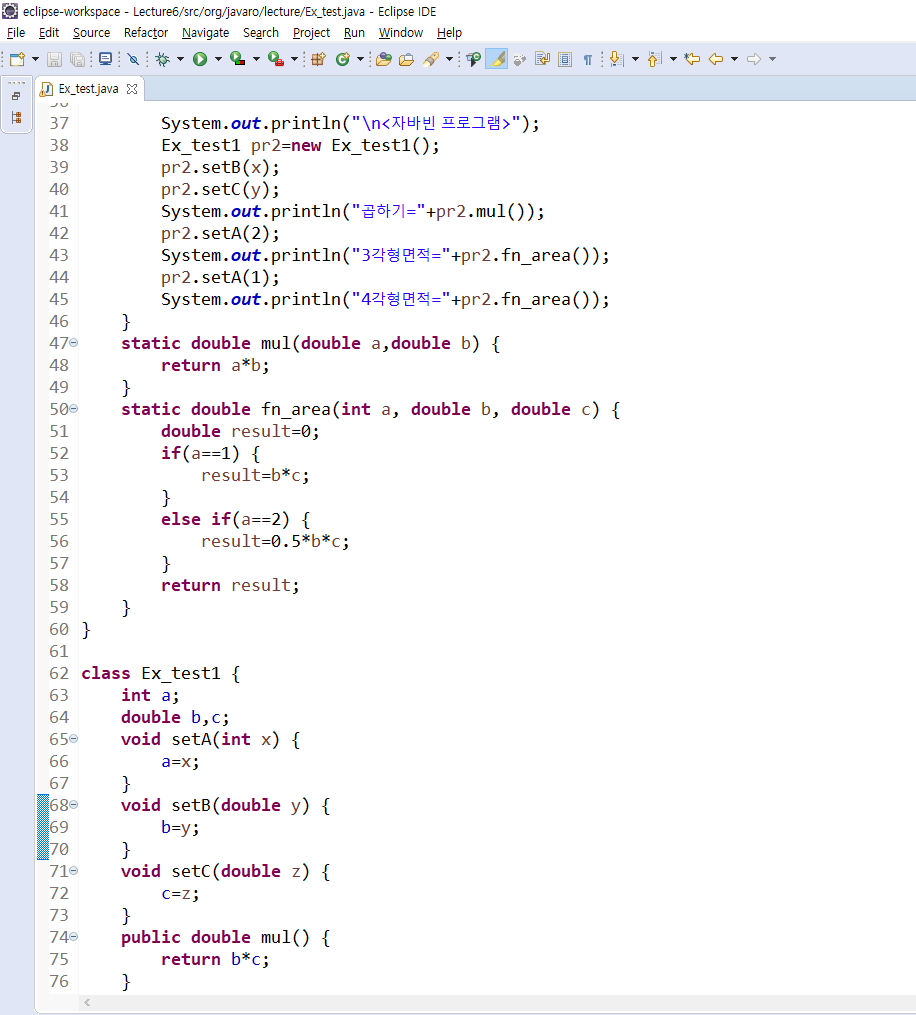 eclipse-workspace - Lecture6/src/org/javaro/lecture/Ex_test.java - Eclipse IDE
File Edit Source Refactor Navigate Search Project Run Window Help
Ex_test.java
37 System.out.println("\n<자바빈 프로그램>");
38 Ex_test1 pr2=new Ex_test1();
39 pr2.setB(x);
40 pr2.setC(y);
41 System.out.println("곱하기="+pr2.mul());
42 pr2.setA(2);
43 System.out.println("3각형면적="+pr2.fn_area());
44 pr2.setA(1);
45 System.out.println("4각형면적="+pr2.fn_area());
46 }
47 static double mul(double a,double b) {
48 return a*b;
49 }
50 static double fn_area(int a, double b, double c) {
51 double result=0;
52 if(a==1) {
53 result=b*c;
54 }
55 else if(a==2) {
56 result=0.5*b*c;
57 }
58 return result;
59 }
60 }
61
62 class Ex_test1 {
63 int a;
64 double b,c;
65 void setA(int x) {
66 a=x;
67 }
68 void setB(double y) {
69 b=y;
70 }
71 void setC(double z) {
72 c=z;
73 }
74 public double mul() {
75 return b*c;
76 }